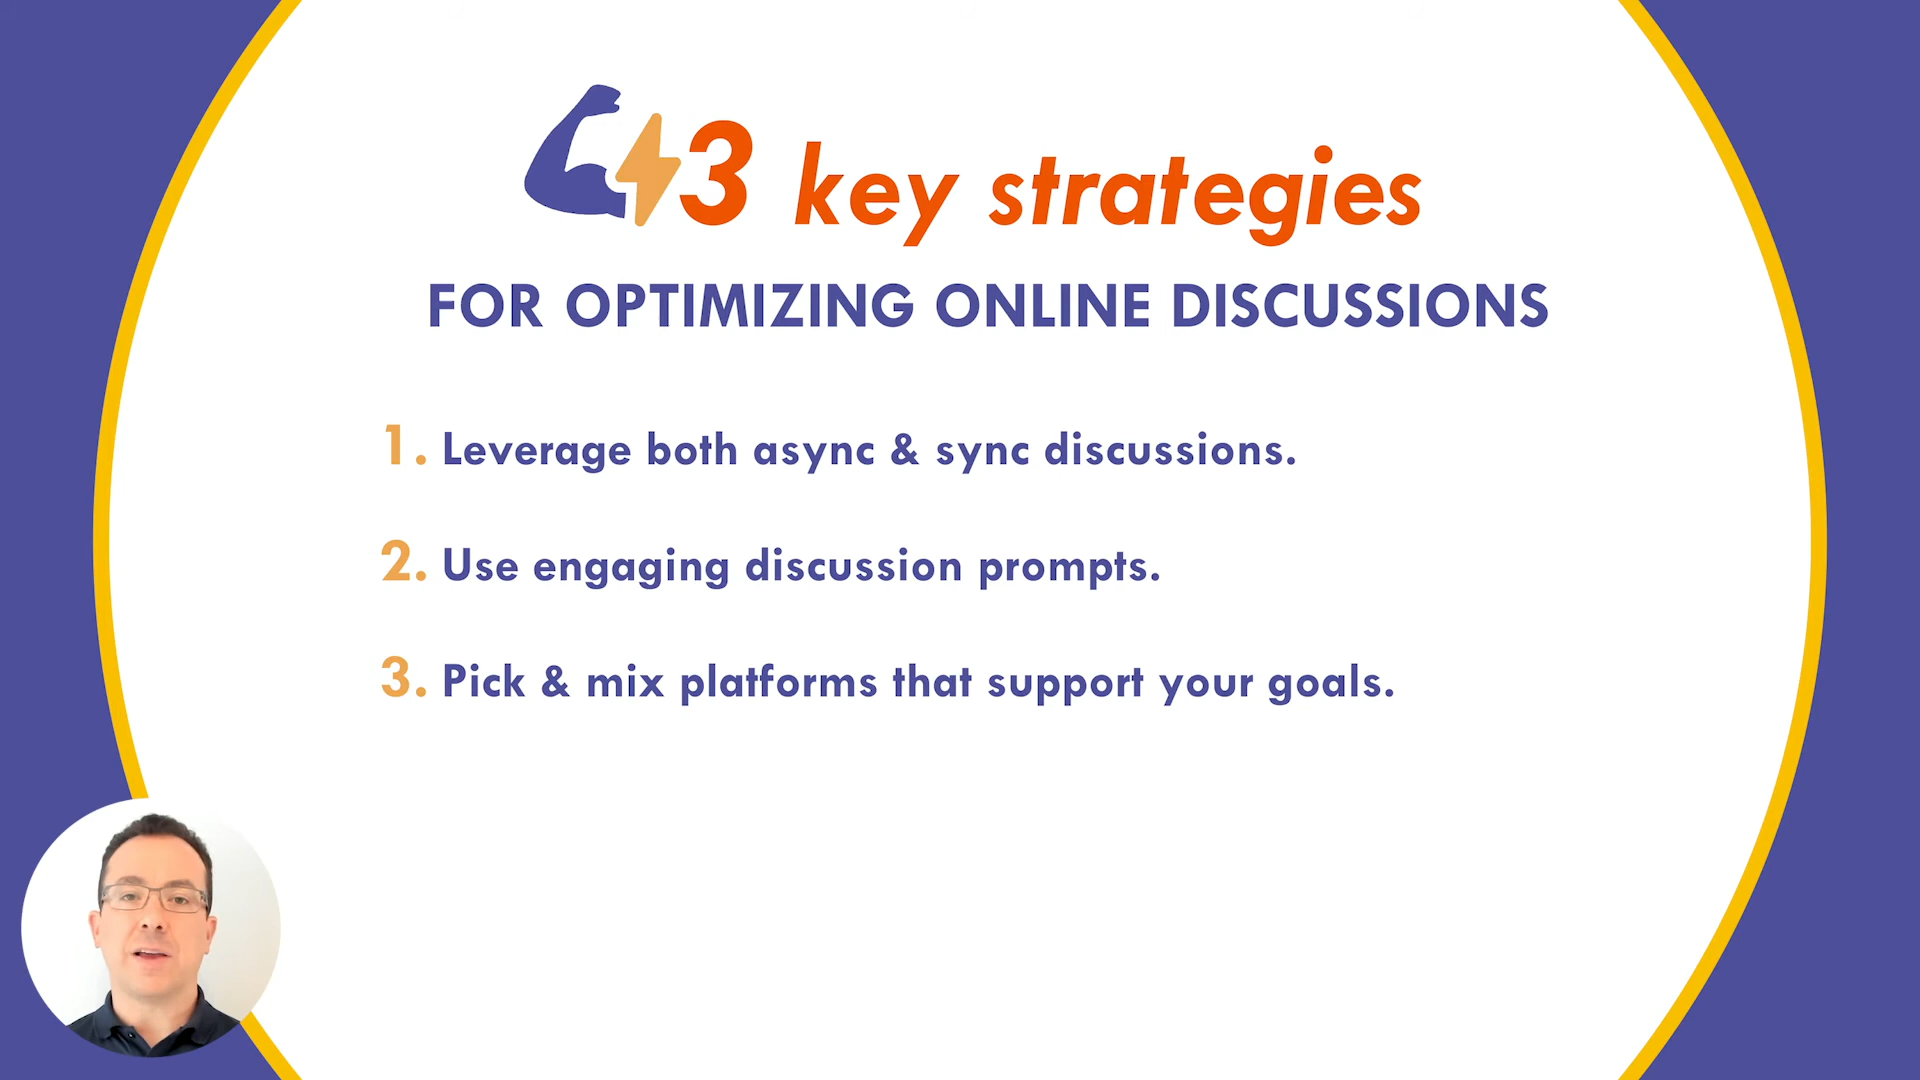 3 key strategies
FOR OPTIMIZING ONLINE DISCUSSIONS
1. Leverage both async & sync discussions.
2. Use engaging discussion prompts.
3. Pick & mix platforms that support your goals.